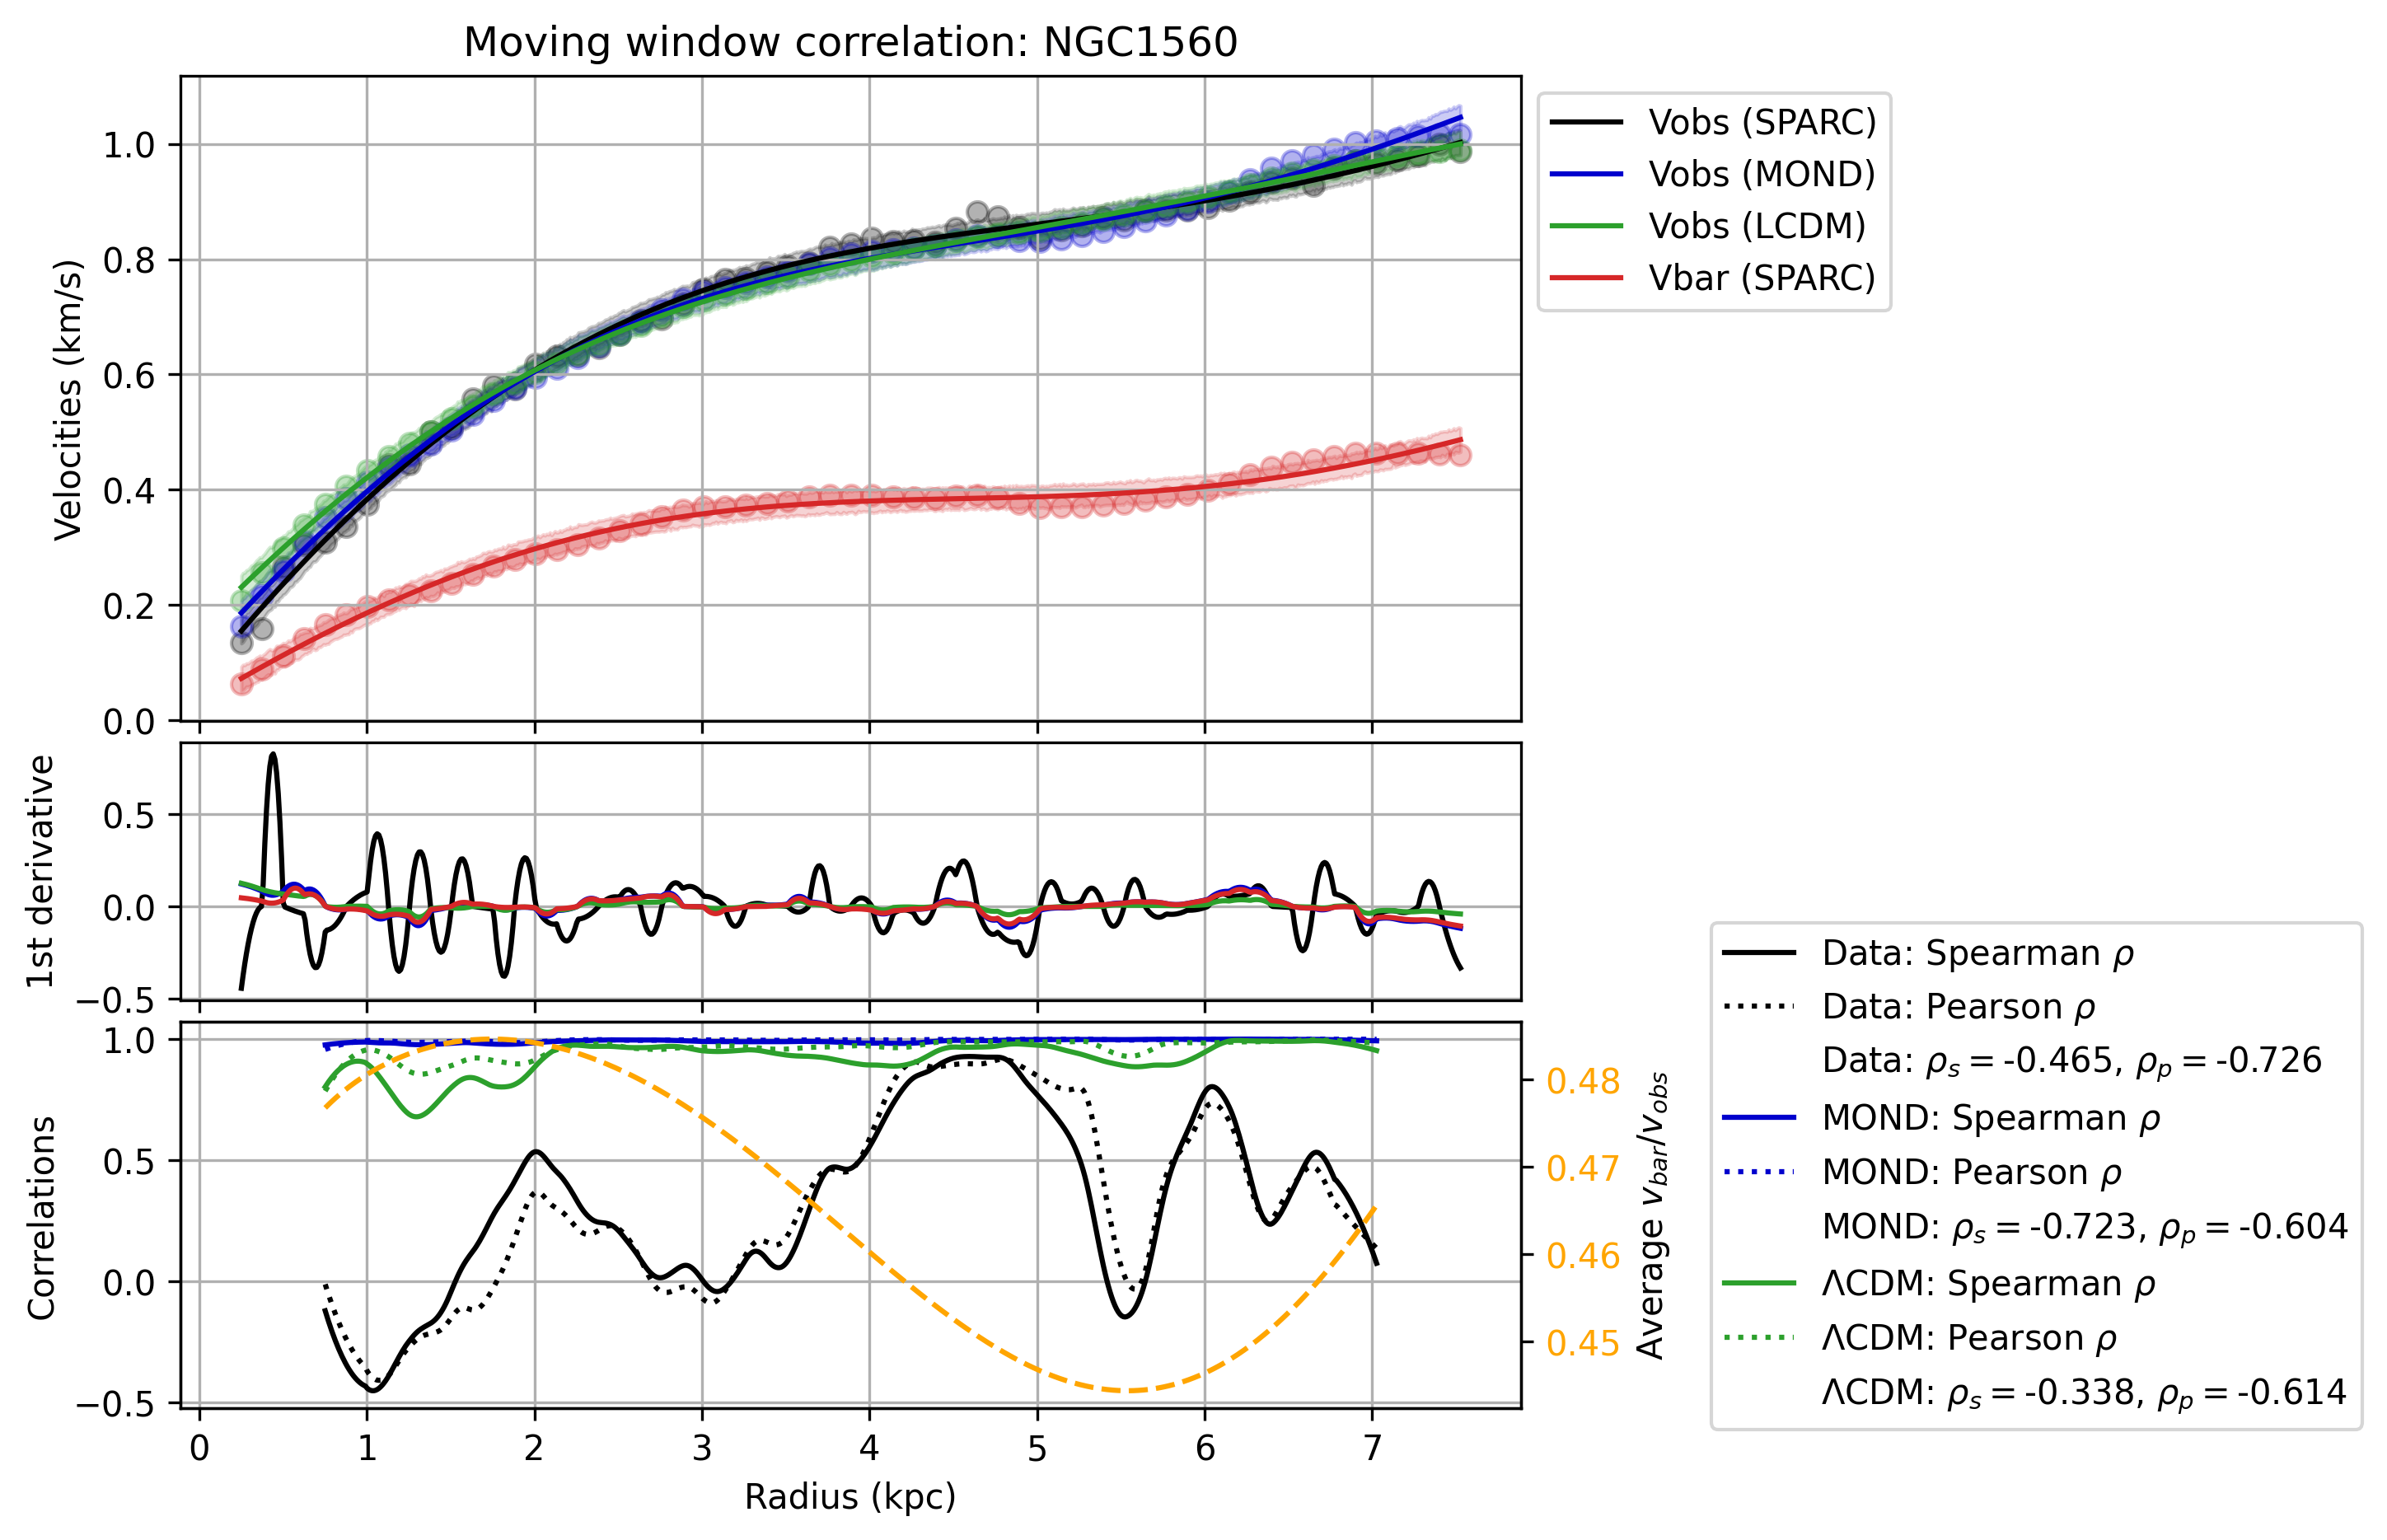 Moving window correlation: NGC1560
Velocities (km/s)
1.0
0.8
0.6
0.4
0.2
0.0
Vobs (SPARC)
Vobs (MOND)
Vobs (LCDM)
Vbar (SPARC)
1st derivative
0.5
0.0
−0.5
Correlations
1.0
0.5
0.0
−0.5
0.48
0.47
0.46
0.45
Average v_bar/v_obs
0 1 2 3 4 5 6 7
Radius (kpc)
Data: Spearman ρ
Data: Pearson ρ
Data: ρ_s = -0.465, ρ_p = -0.726
MOND: Spearman ρ
MOND: Pearson ρ
MOND: ρ_s = -0.723, ρ_p = -0.604
ΛCDM: Spearman ρ
ΛCDM: Pearson ρ
ΛCDM: ρ_s = -0.338, ρ_p = -0.614